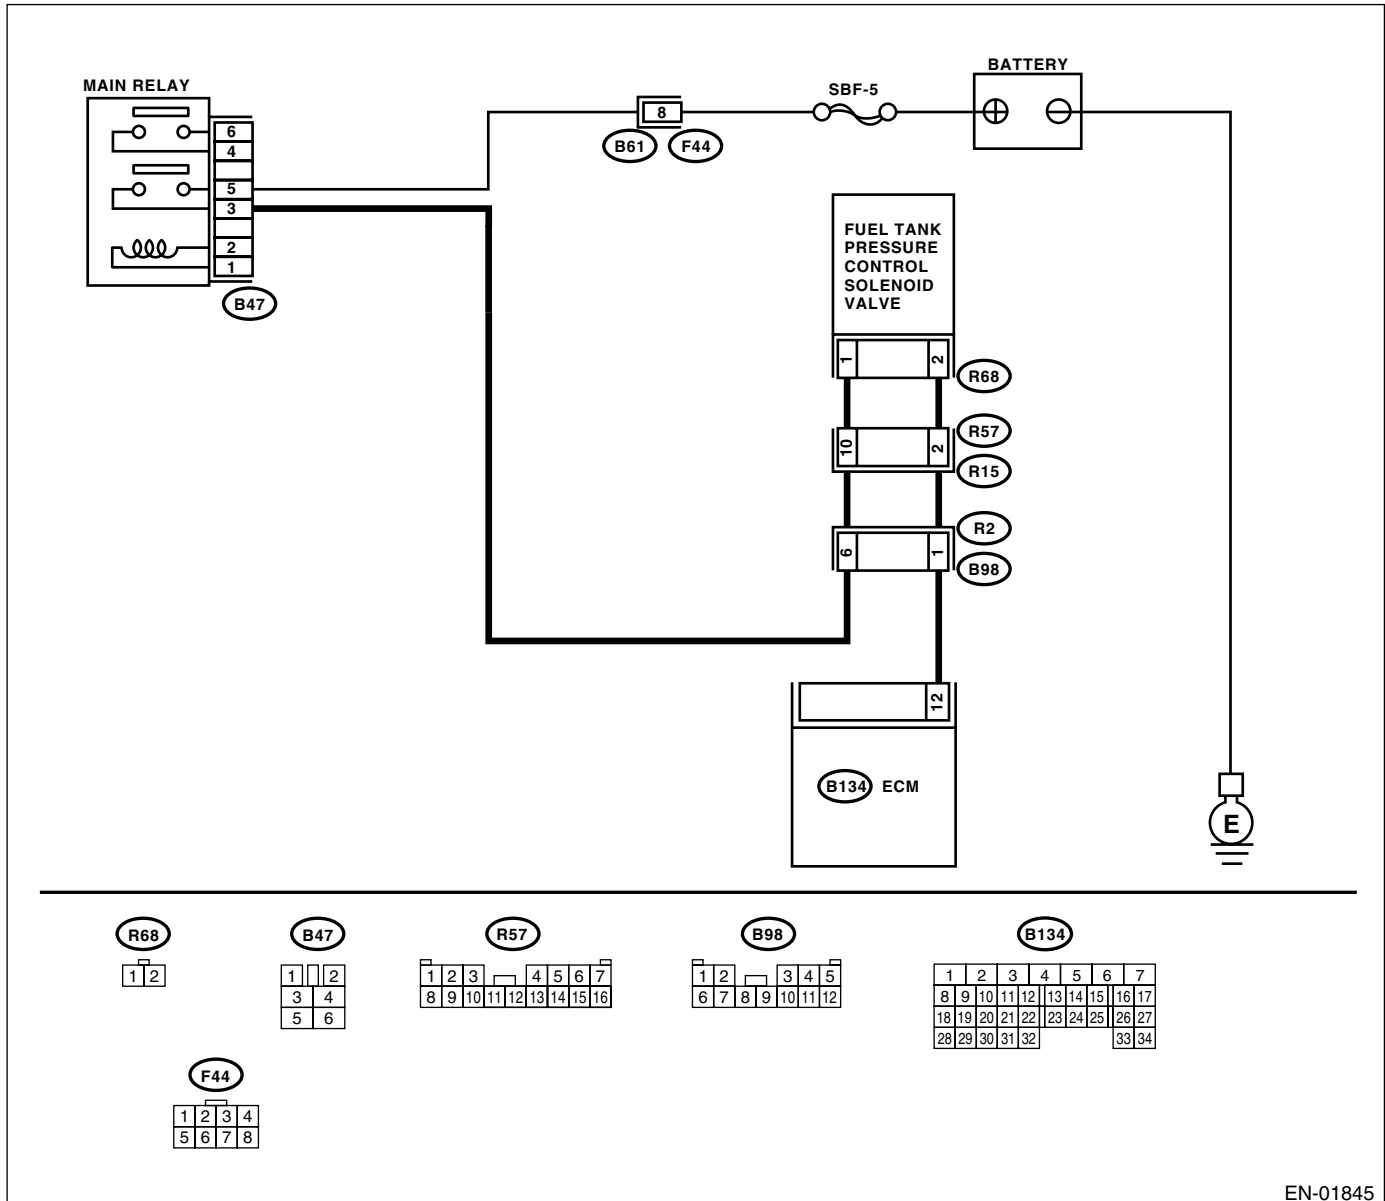 BATTERY
MAIN RELAY
SBF-5
8
B61 F44
6
4
5
3
2
1
B47
FUEL TANK
PRESSURE
CONTROL
SOLENOID
VALVE
1 2
R68
R57
10 2
R15
R2
6 1
B98
12
B134 ECM
E
R68
1 2
B47
1 2
3 4
5 6
R57
1 2 3 4 5 6 7
8 9 10 11 12 13 14 15 16
B98
1 2 3 4 5
6 7 8 9 10 11 12
B134
1 2 3 4 5 6 7
8 9 10 11 12 13 14 15 16 17
18 19 20 21 22 23 24 25 26 27
28 29 30 31 32 33 34
F44
1 2 3 4
5 6 7 8
EN-01845